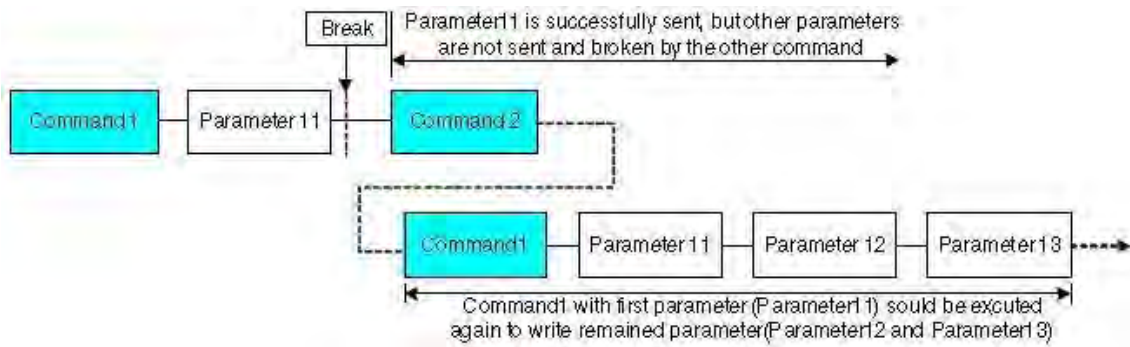 Break
Parameter11 is successfully sent, but other parameters
are not sent and broken by the other command
Command1
Parameter 11
Command 2
Command1
Parameter 11
Parameter 12
Parameter 13
Command1 with first parameter (Parameter11) sould be excuted
again to write remained parameter(Parameter12 and Parameter13)